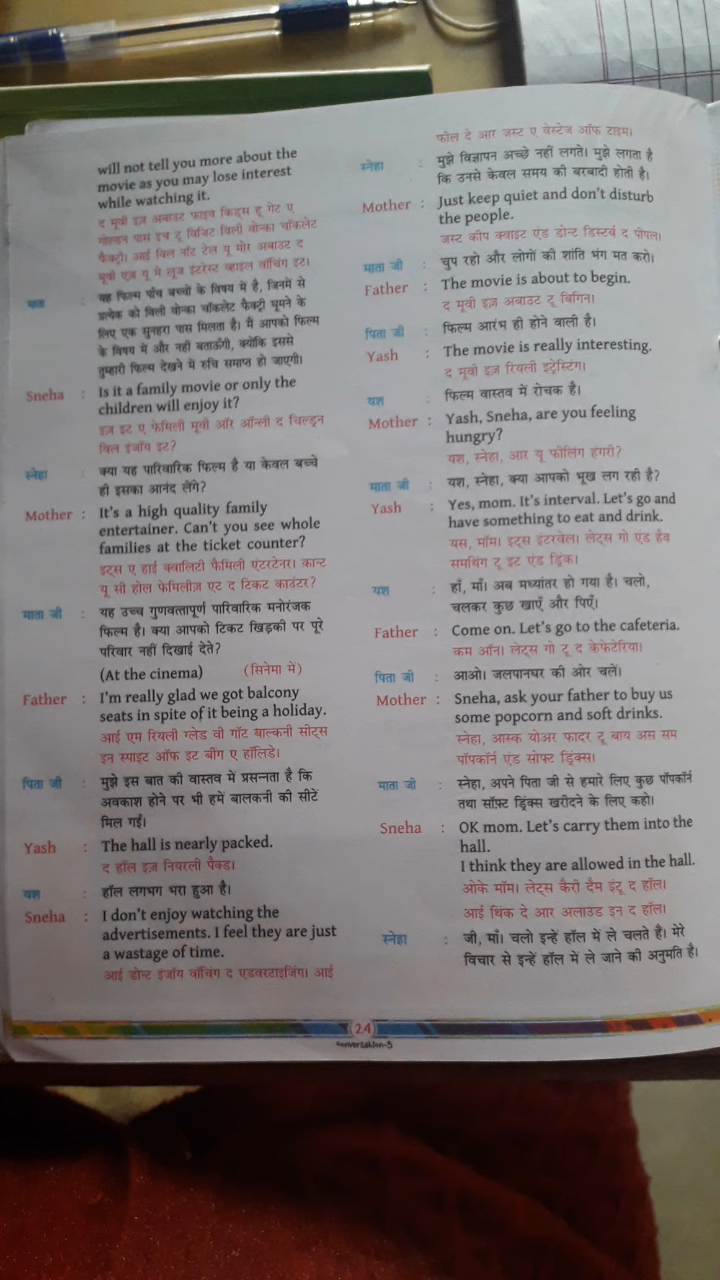 will not tell you more about the
movie as you may lose interest
while watching it.
द मूवी इज़ अबाउट फाइव किड्स हू गेट ए
गोल्डन पास इच टू विजिट विली वोन्का चॉकलेट
फैक्ट्री। आई विल नॉट टेल यू मोर अबाउट द
मूवी एज़ यू मे लूज इंटरेस्ट व्हाइल वॉचिंग इट।
: यह फिल्म पाँच बच्चों के विषय में है, जिनमें से
प्रत्येक को विली वोन्का चॉकलेट फैक्ट्री घूमने के
लिए एक सुनहरा पास मिलता है। मैं आपको फिल्म
के विषय में और नहीं बताऊँगी, क्योंकि इससे
तुम्हारी फिल्म देखने में रुचि समाप्त हो जाएगी।
Sneha : Is it a family movie or only the
children will enjoy it?
इज़ इट ए फेमिली मूवी ऑर ऑन्ली द चिल्ड्रन
विल इंजॉय इट?
स्नेहा : क्या यह पारिवारिक फिल्म है या केवल बच्चे
ही इसका आनंद लेंगे?
Mother : It's a high quality family
entertainer. Can't you see whole
families at the ticket counter?
इट्स ए हाई क्वालिटी फैमिली एंटरटेनर। कान्ट
यू सी होल फेमिलीज़ एट द टिकट काउंटर?
माता जी : यह उच्च गुणवत्तापूर्ण पारिवारिक मनोरंजक
फिल्म है। क्या आपको टिकट खिड़की पर पूरे
परिवार नहीं दिखाई देते?
(At the cinema) (सिनेमा में)
Father : I'm really glad we got balcony
seats in spite of it being a holiday.
आई एम रियली ग्लेड वी गॉट बाल्कनी सीट्स
इन स्पाइट ऑफ इट बींग ए हॉलिडे।
पिता जी : मुझे इस बात की वास्तव में प्रसन्नता है कि
अवकाश होने पर भी हमें बालकनी की सीटें
मिल गईं।
Yash : The hall is nearly packed.
द हॉल इज़ नियरली पैक्ड।
यश : हॉल लगभग भरा हुआ है।
Sneha : I don't enjoy watching the
advertisements. I feel they are just
a wastage of time.
आई डोन्ट इंजॉय वॉचिंग द एडवरटाइजिंग। आई
फील दे आर जस्ट ए वेस्टेज ऑफ टाइम।
स्नेहा : मुझे विज्ञापन अच्छे नहीं लगते। मुझे लगता है
कि उनसे केवल समय की बरबादी होती है।
Mother : Just keep quiet and don't disturb
the people.
जस्ट कीप क्वाइट एंड डोन्ट डिस्टर्ब द पीपल।
माता जी : चुप रहो और लोगों की शांति भंग मत करो।
Father : The movie is about to begin.
द मूवी इज़ अबाउट टू बिगिन।
पिता जी : फिल्म आरंभ ही होने वाली है।
Yash : The movie is really interesting.
द मूवी इज़ रियली इंट्रेस्टिंग।
यश : फिल्म वास्तव में रोचक है।
Mother : Yash, Sneha, are you feeling
hungry?
यश, स्नेहा, आर यू फीलिंग हंगरी?
माता जी : यश, स्नेहा, क्या आपको भूख लग रही है?
Yash : Yes, mom. It's interval. Let's go and
have something to eat and drink.
यस, मॉम। इट्स इंटरवेल। लेट्स गो एंड हैव
समथिंग टू इट एंड ड्रिंक।
यश : हाँ, माँ। अब मध्यांतर हो गया है। चलो,
चलकर कुछ खाएँ और पिएँ।
Father : Come on. Let's go to the cafeteria.
कम ऑन। लेट्स गो टू द केफेटेरिया।
पिता जी : आओ। जलपानघर की ओर चलें।
Mother : Sneha, ask your father to buy us
some popcorn and soft drinks.
स्नेहा, आस्क योअर फादर टू बाय अस सम
पॉपकॉर्न एंड सोफ्ट ड्रिंक्स।
माता जी : स्नेहा, अपने पिता जी से हमारे लिए कुछ पॉपकॉर्न
तथा सॉफ़्ट ड्रिंक्स खरीदने के लिए कहो।
Sneha : OK mom. Let's carry them into the
hall.
I think they are allowed in the hall.
ओके मॉम। लेट्स कैरी दैम इंटू द हॉल।
आई थिंक दे आर अलाउड इन द हॉल।
स्नेहा : जी, माँ। चलो इन्हें हॉल में ले चलते हैं। मेरे
विचार से इन्हें हॉल में ले जाने की अनुमति है।
24
Conversation-5